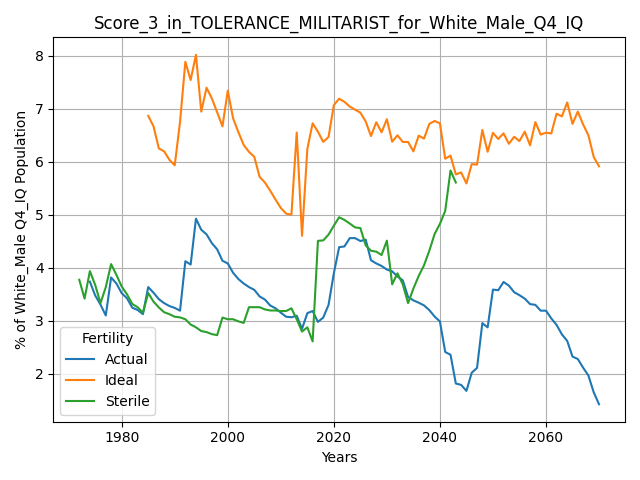 Score_3_in_TOLERANCE_MILITARIST_for_White_Male_Q4_IQ
% of White_Male Q4_IQ Population
8
7
6
5
4
3
2
Fertility
Actual
Ideal
Sterile
1980 2000 2020 2040 2060
Years